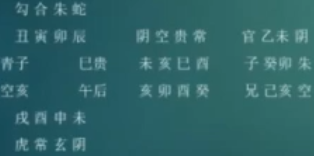 勾合朱蛇
丑寅卯辰 阴空贵常 官乙未阴
青子 巳贵 未亥巳酉 子癸卯朱
空亥 午后 亥卯酉癸 兄己亥空
戌酉申未
虎常玄阴